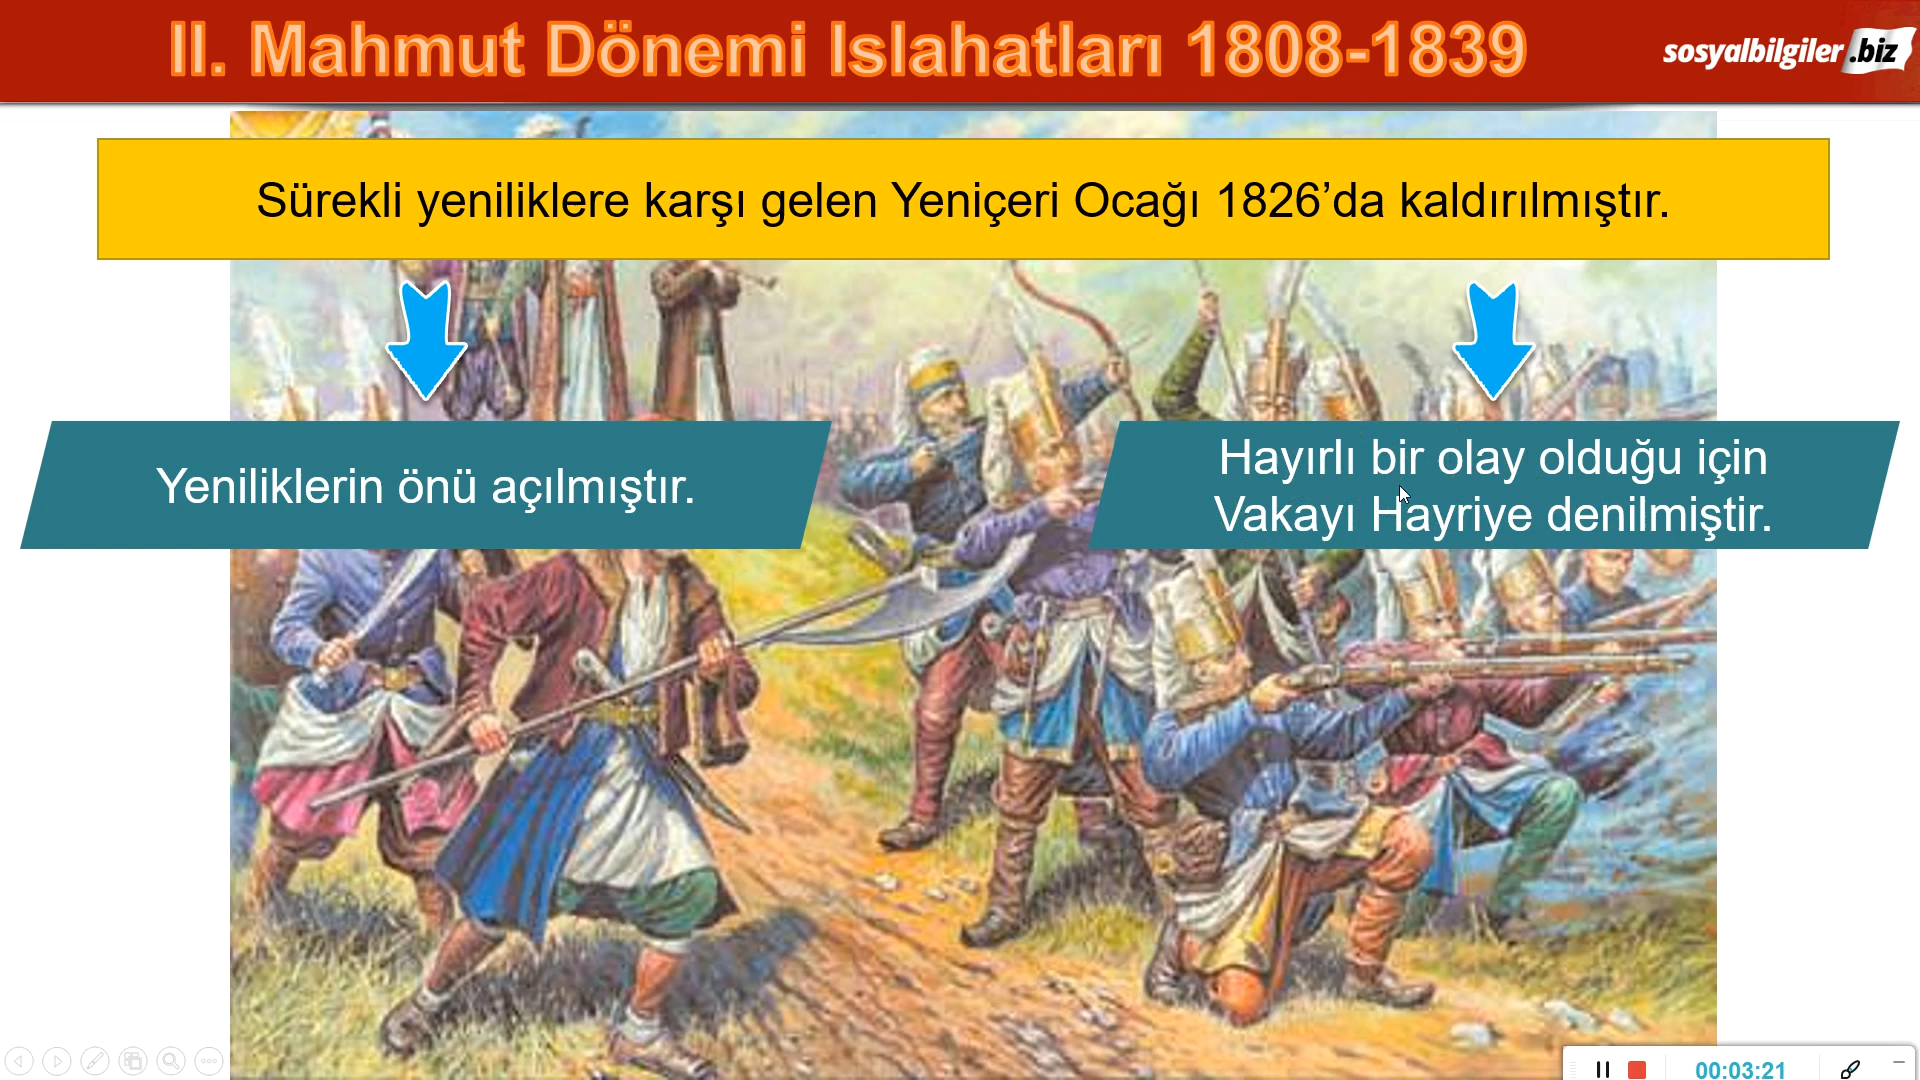 II. Mahmut Dönemi Islahatları 1808-1839
sosyalbilgiler.biz
Sürekli yeniliklere karşı gelen Yeniçeri Ocağı 1826’da kaldırılmıştır.
Yeniliklerin önü açılmıştır.
Hayırlı bir olay olduğu için
Vakayı Hayriye denilmiştir.
00:03:21